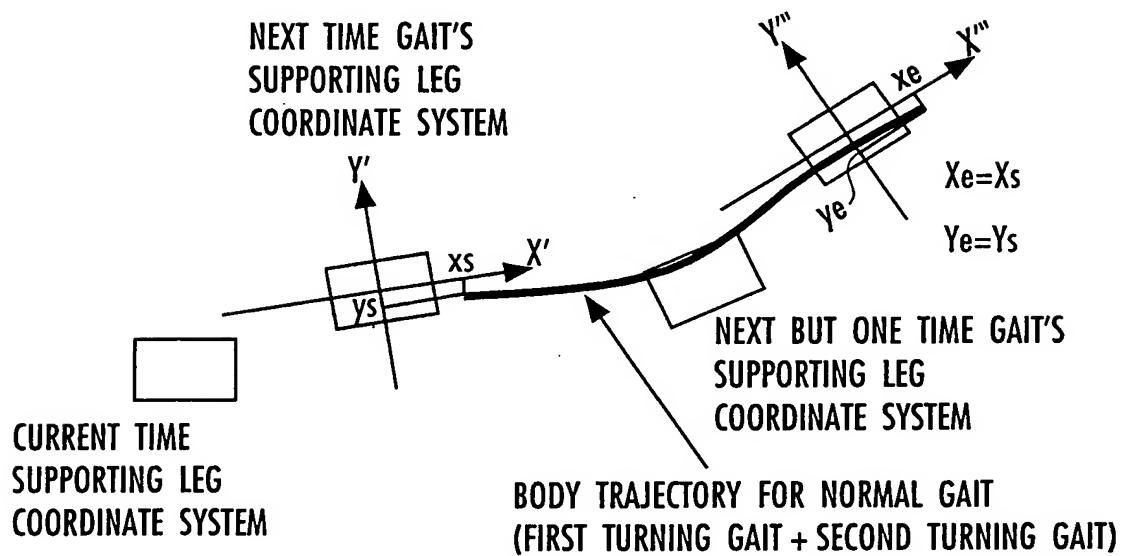 NEXT TIME GAIT'S
SUPPORTING LEG
COORDINATE SYSTEM
Y'
X'
xs
ys
Y'''
X'''
xe
ye
Xe=Xs
Ye=Ys
NEXT BUT ONE TIME GAIT'S
SUPPORTING LEG
COORDINATE SYSTEM
CURRENT TIME
SUPPORTING LEG
COORDINATE SYSTEM
BODY TRAJECTORY FOR NORMAL GAIT
(FIRST TURNING GAIT + SECOND TURNING GAIT)